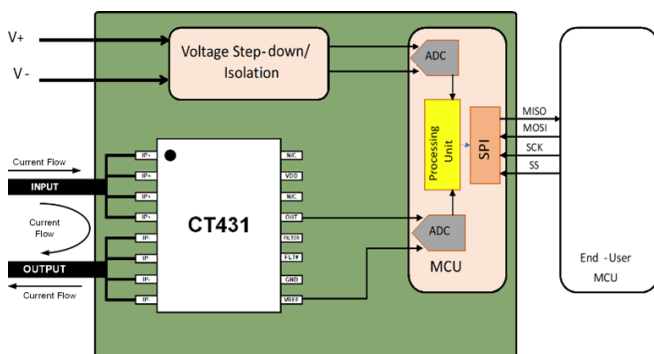 V+
V-
Voltage Step-down/
Isolation
ADC
Processing
Unit
SPI
ADC
MCU
MISO
MOSI
SCK
SS
End -User
MCU
Current Flow
INPUT
Current
Flow
OUTPUT
Current Flow
CT431
IP+
IP+
IP+
IP+
IP-
IP-
IP-
IP-
N/C
VDD
N/C
OUT
GND
VREF